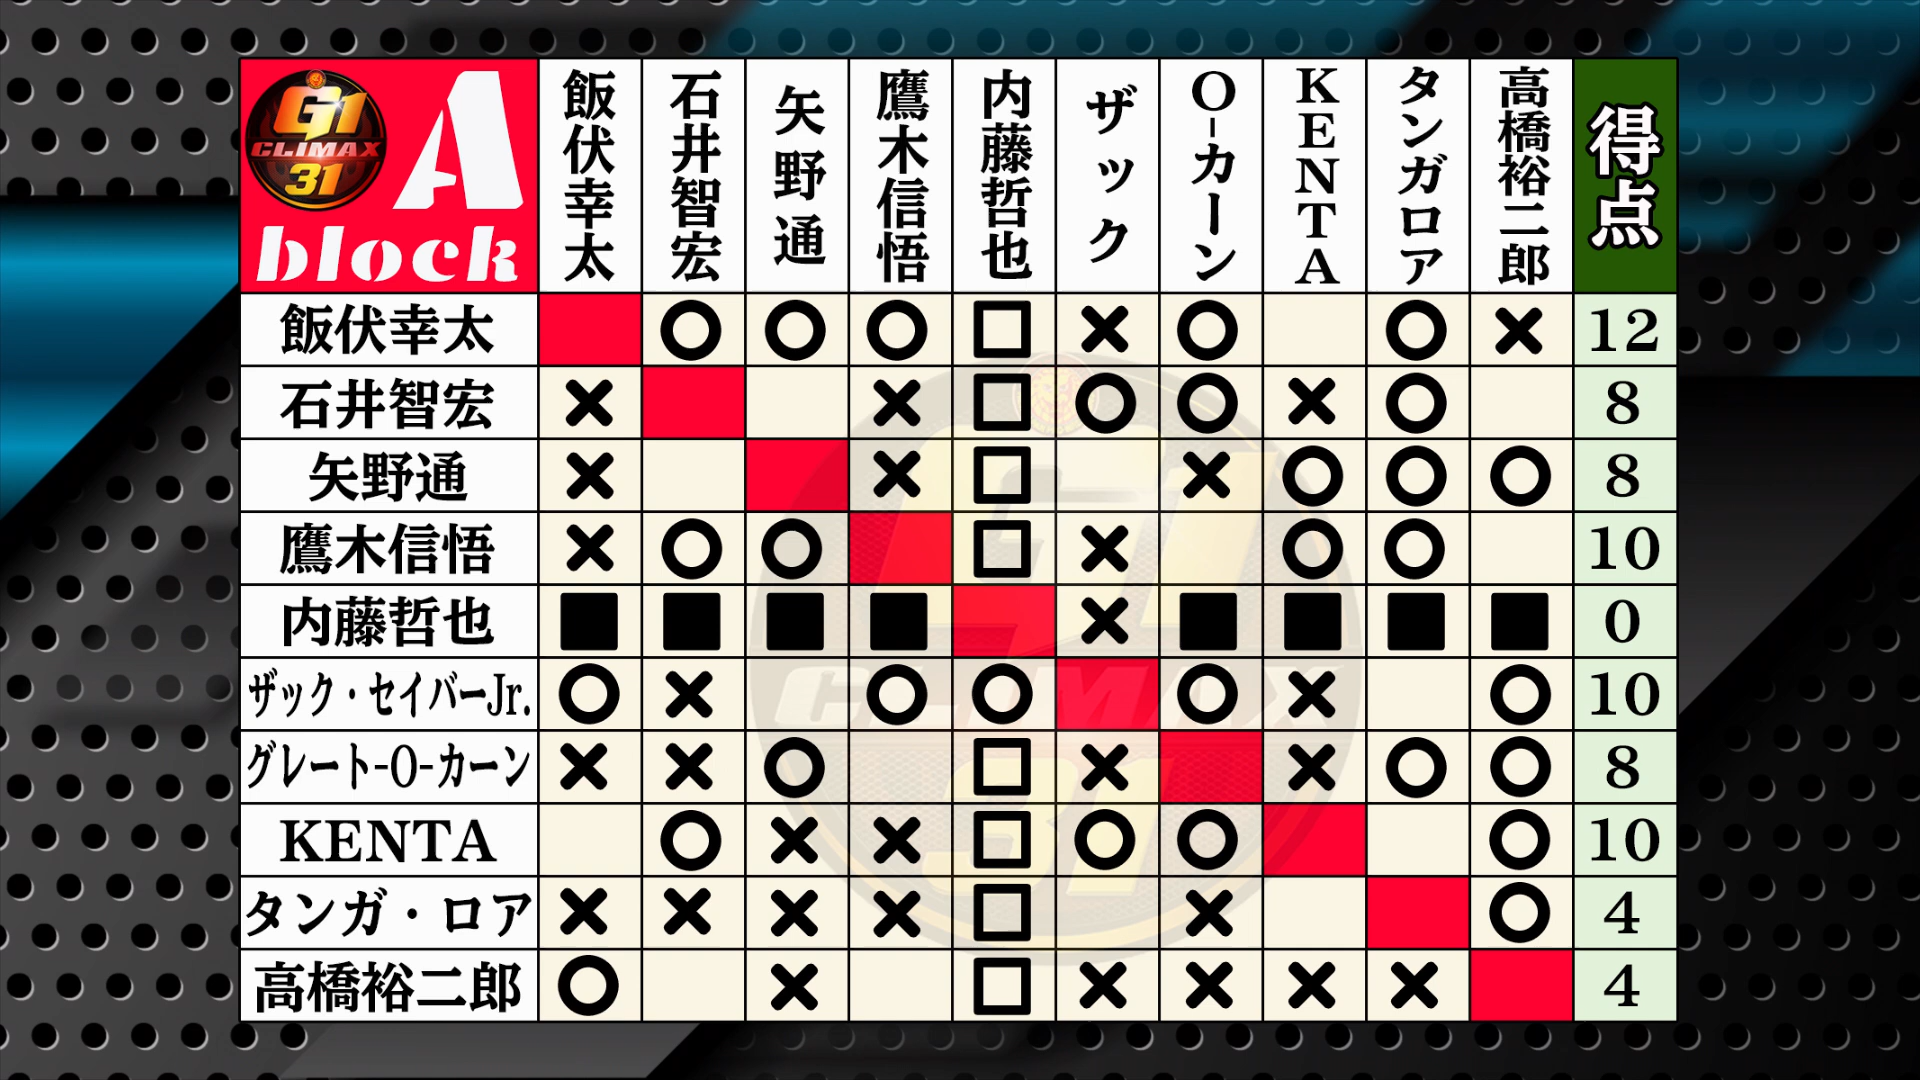 G1 CLIMAX 31 A block 飯伏幸太 石井智宏 矢野通 鷹木信悟 内藤哲也 ザック O-カーン KENTA タンガロア 高橋裕二郎 得点
飯伏幸太 ○ ○ ○ □ × ○ ○ × 12
石井智宏 × × □ ○ ○ × ○ 8
矢野通 × × □ × ○ ○ ○ 8
鷹木信悟 × ○ ○ □ × ○ ○ 10
内藤哲也 ■ ■ ■ ■ × ■ ■ ■ ■ 0
ザック・セイバーJr. ○ × ○ ○ ○ × ○ 10
グレート-O-カーン × × ○ □ × × ○ ○ 8
KENTA ○ × × □ ○ ○ ○ 10
タンガ・ロア × × × × □ × ○ 4
高橋裕二郎 ○ × □ × × × × 4